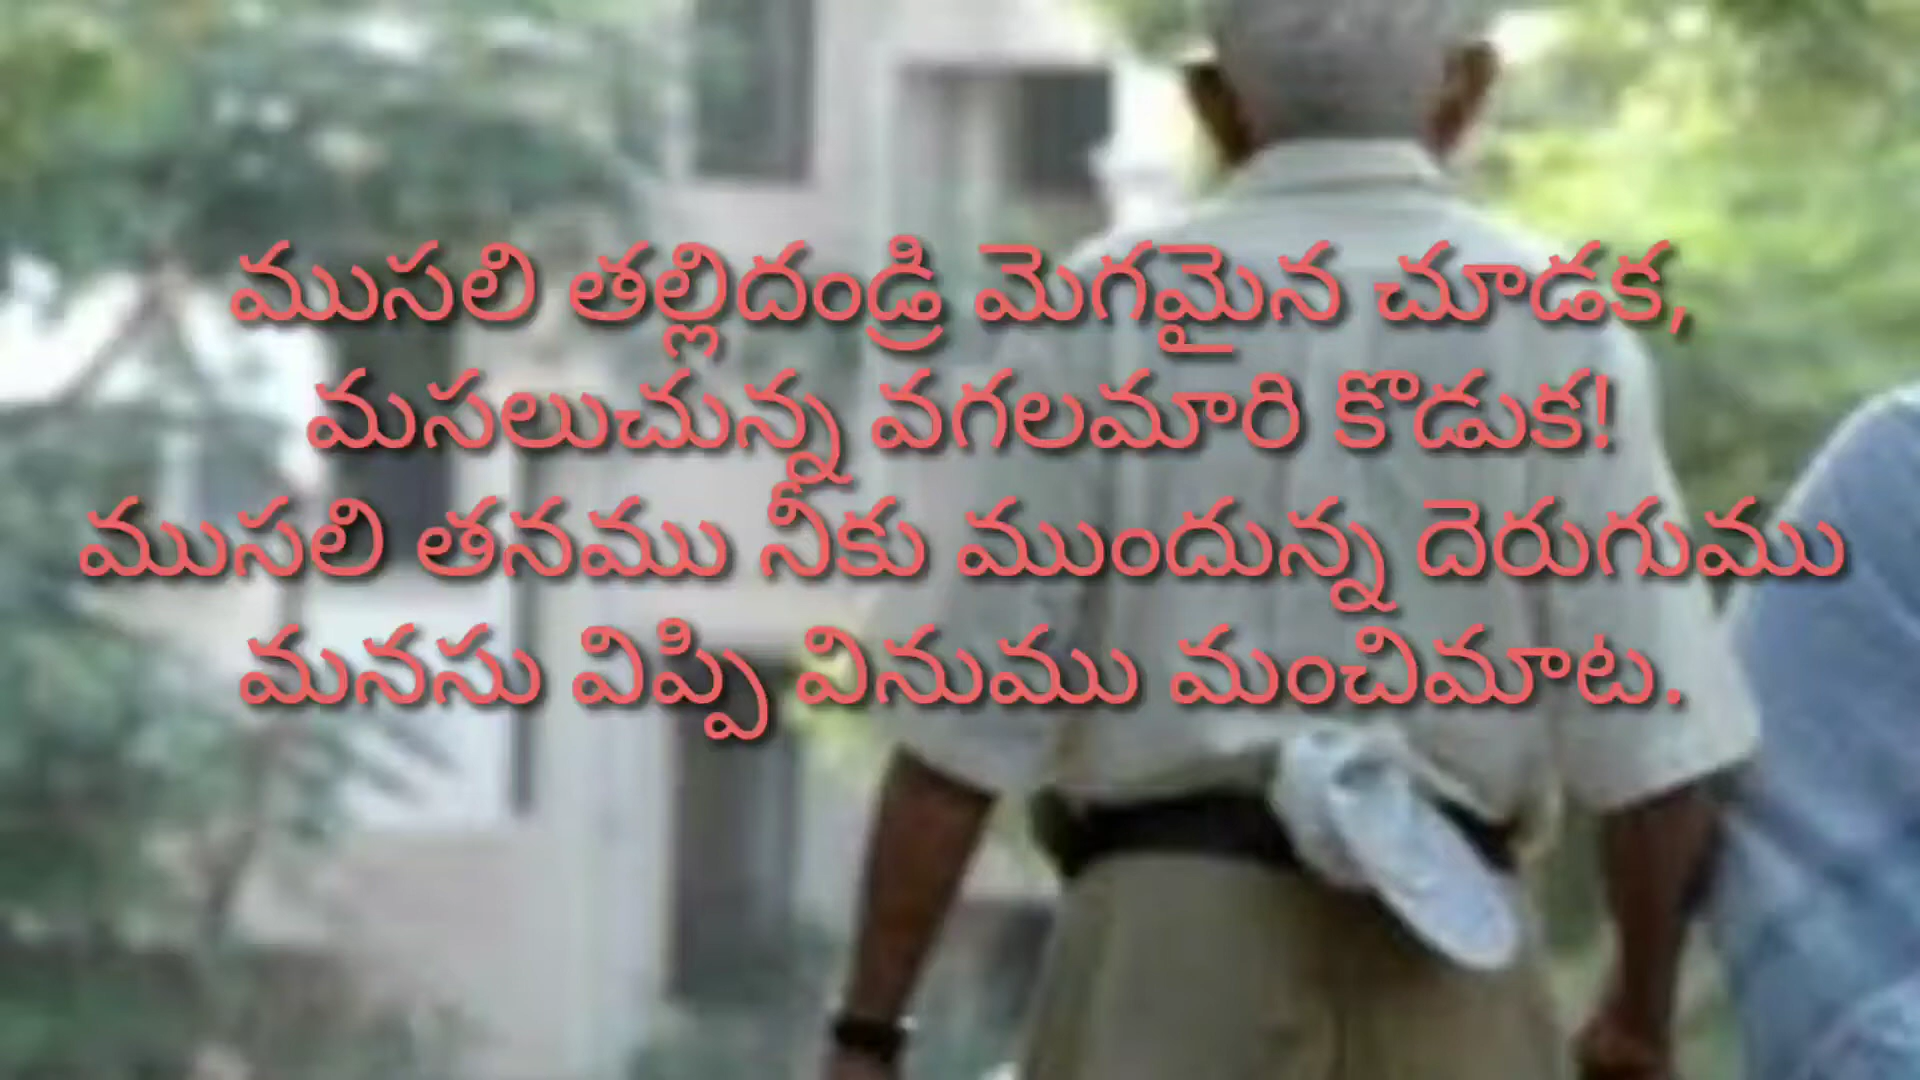 ముసలి తల్లిదండ్రి మెగమైన చూడక,
మసలుచున్న వగలమారి కొడుక!
ముసలి తనము నీకు ముందున్న దెరుగుము
మనసు విప్పి వినుము మంచిమాట.